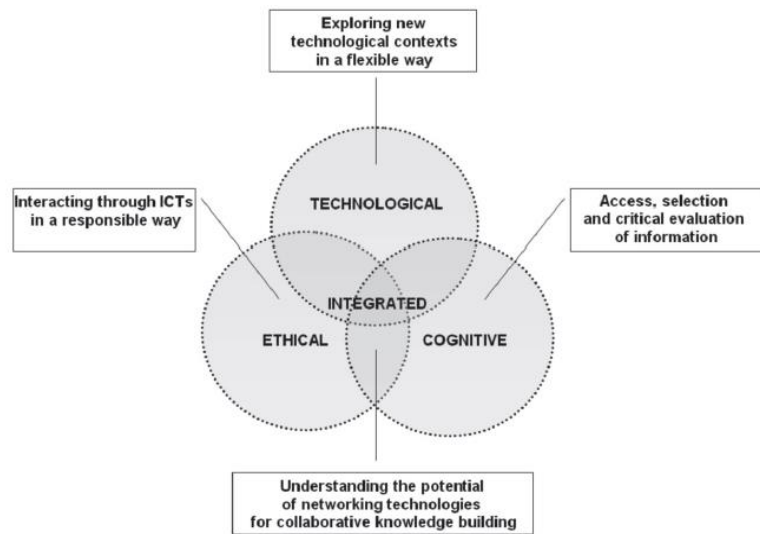 Exploring new
technological contexts
in a flexible way
TECHNOLOGICAL
Interacting through ICTs
in a responsible way
Access, selection
and critical evaluation
of information
INTEGRATED
ETHICAL
COGNITIVE
Understanding the potential
of networking technologies
for collaborative knowledge building